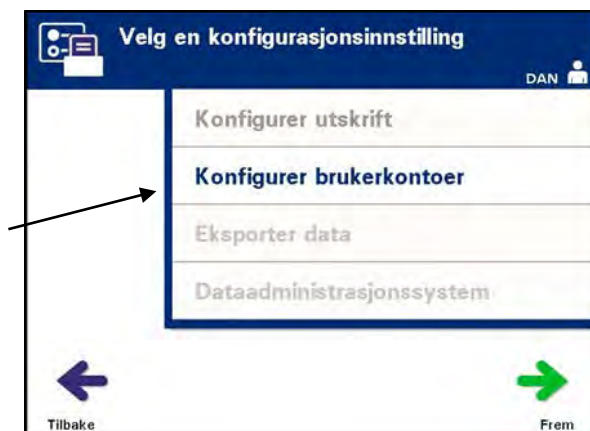 Velg en konfigurasjonsinnstilling
DAN
Konfigurer utskrift
Konfigurer brukerkontoer
Eksporter data
Dataadministrasjonssystem
Tilbake
Frem